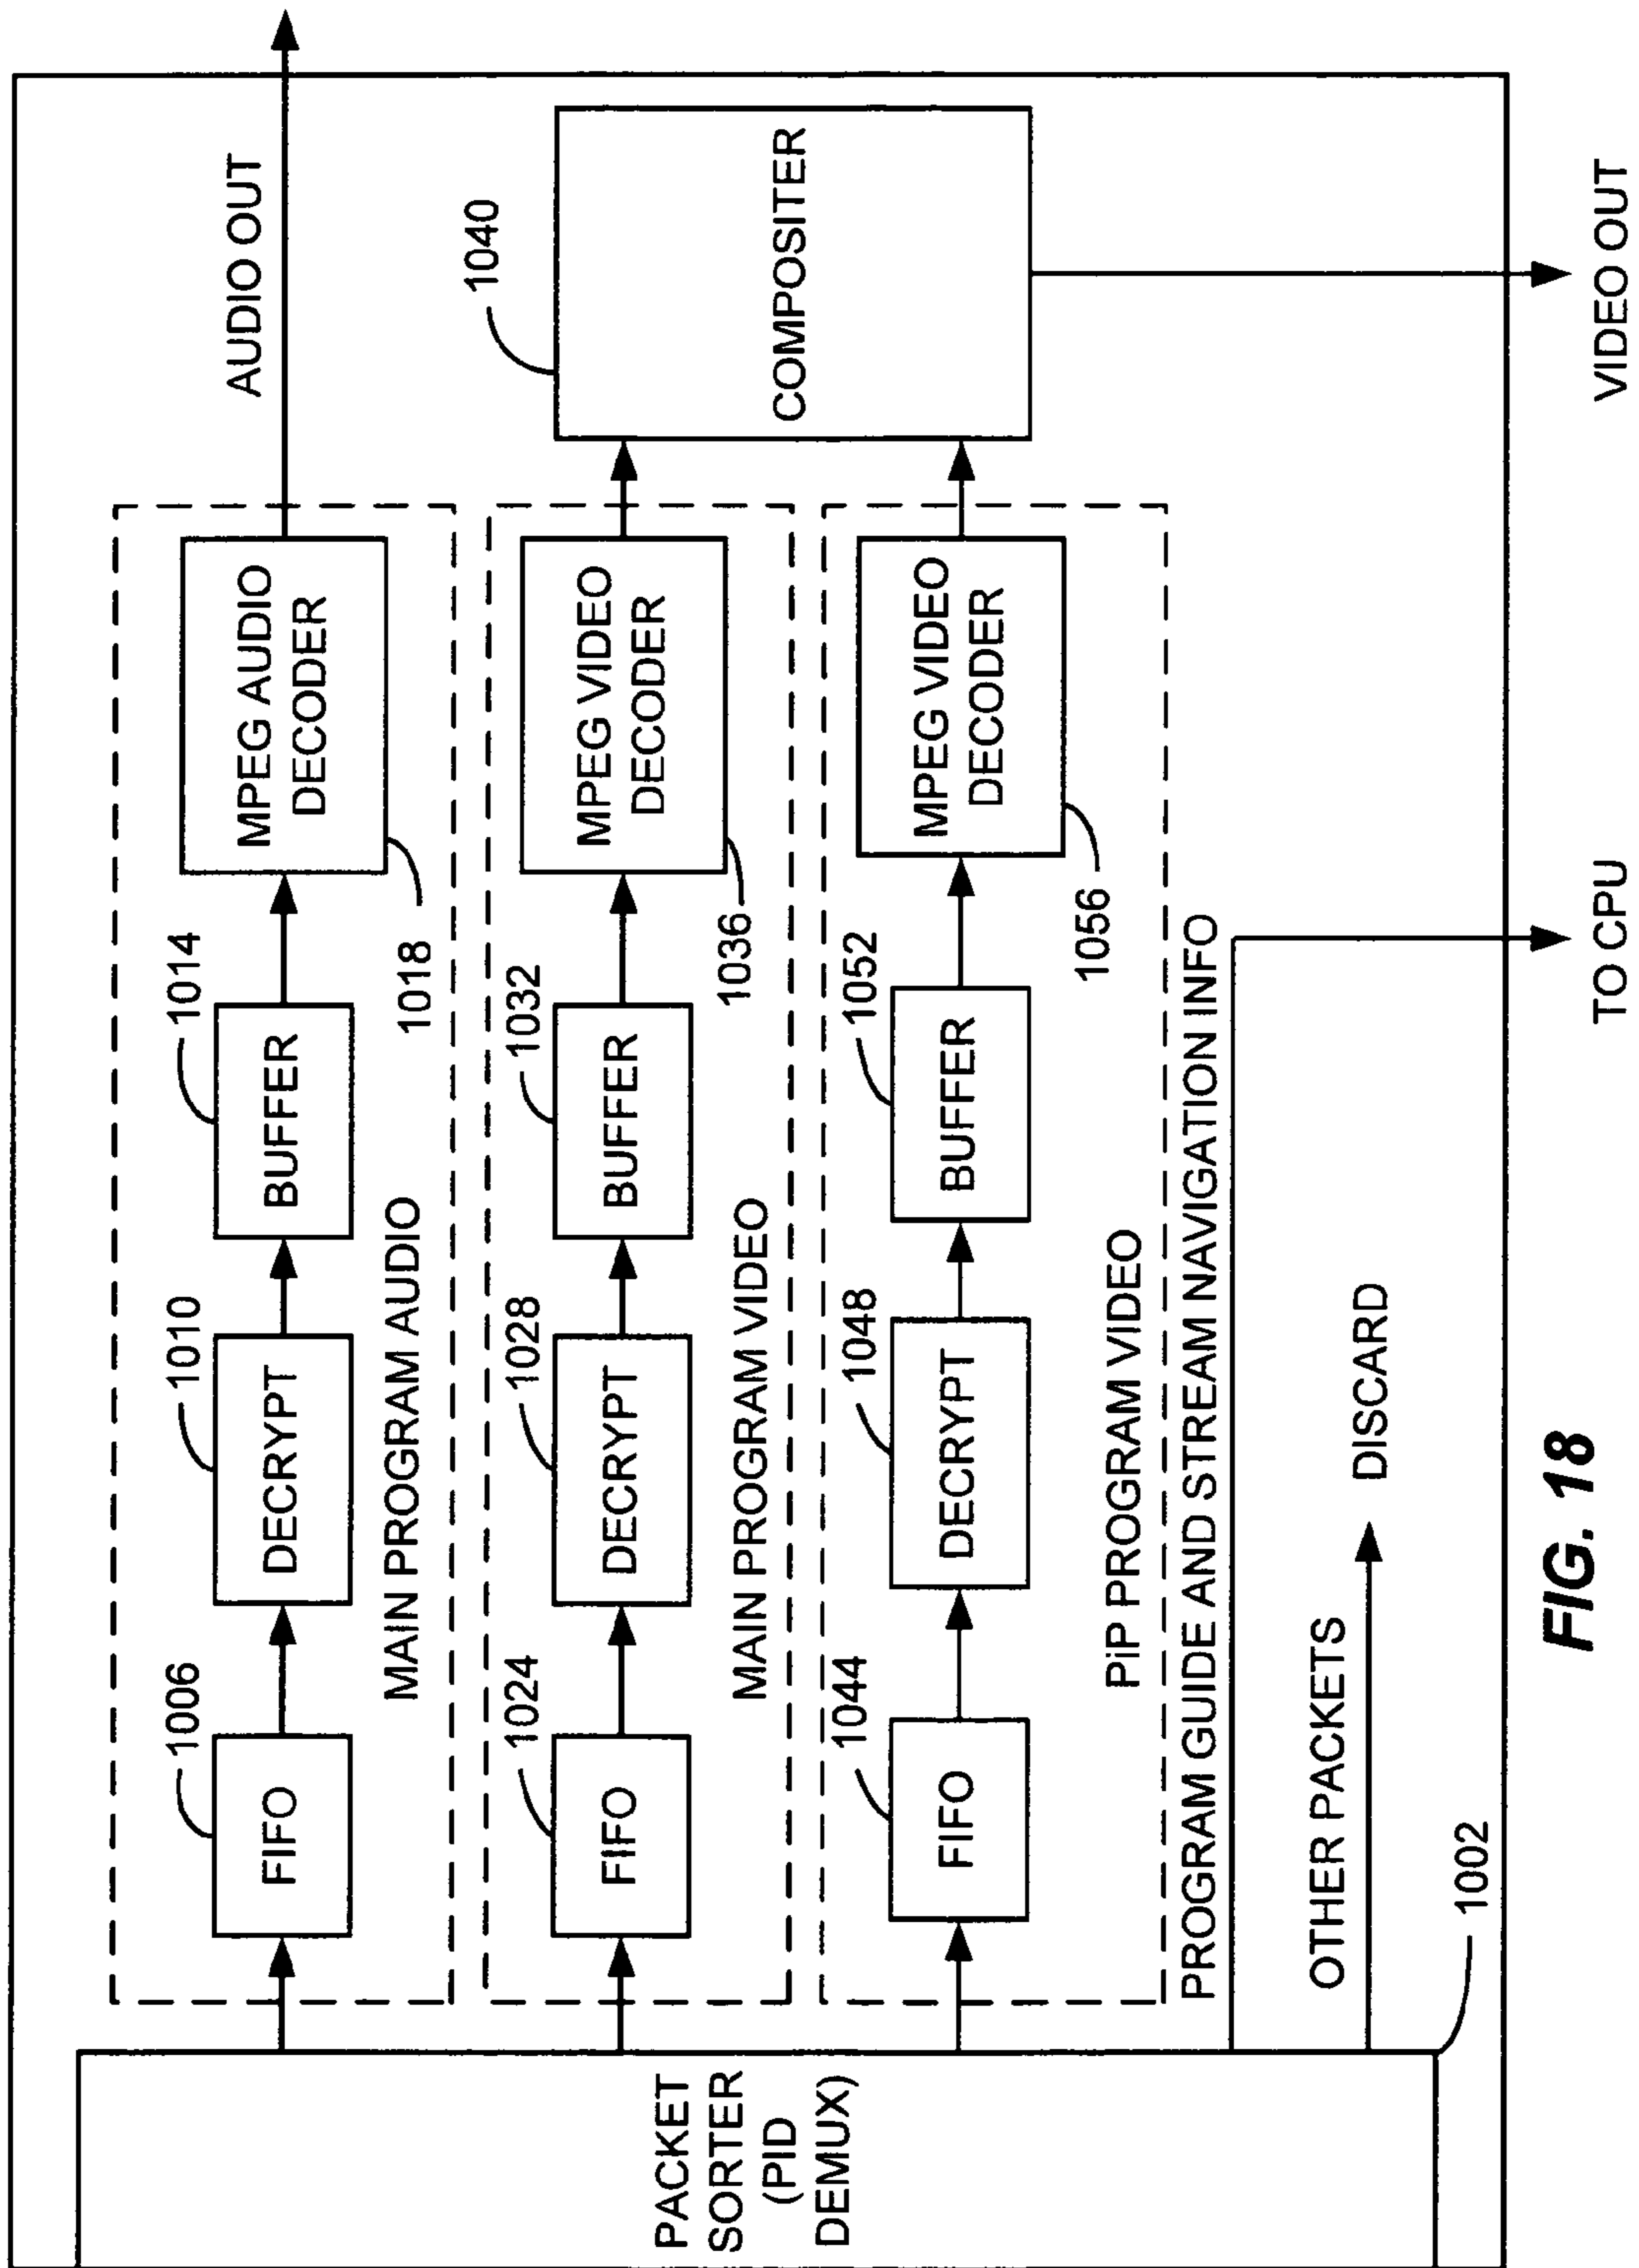 AUDIO OUT
1006
1010
1014
FIFO
DECRYPT
BUFFER
MPEG AUDIO
DECODER
1018
MAIN PROGRAM AUDIO
1024
1028
1032
1040
FIFO
DECRYPT
BUFFER
MPEG VIDEO
DECODER
1036
MAIN PROGRAM VIDEO
COMPOSITER
PACKET
SORTER
(PID
DEMUX)
1044
1048
1052
FIFO
DECRYPT
BUFFER
MPEG VIDEO
DECODER
1056
PiP PROGRAM VIDEO
PROGRAM GUIDE AND STREAM NAVIGATION INFO
OTHER PACKETS
DISCARD
1002
TO CPU
VIDEO OUT
FIG. 18